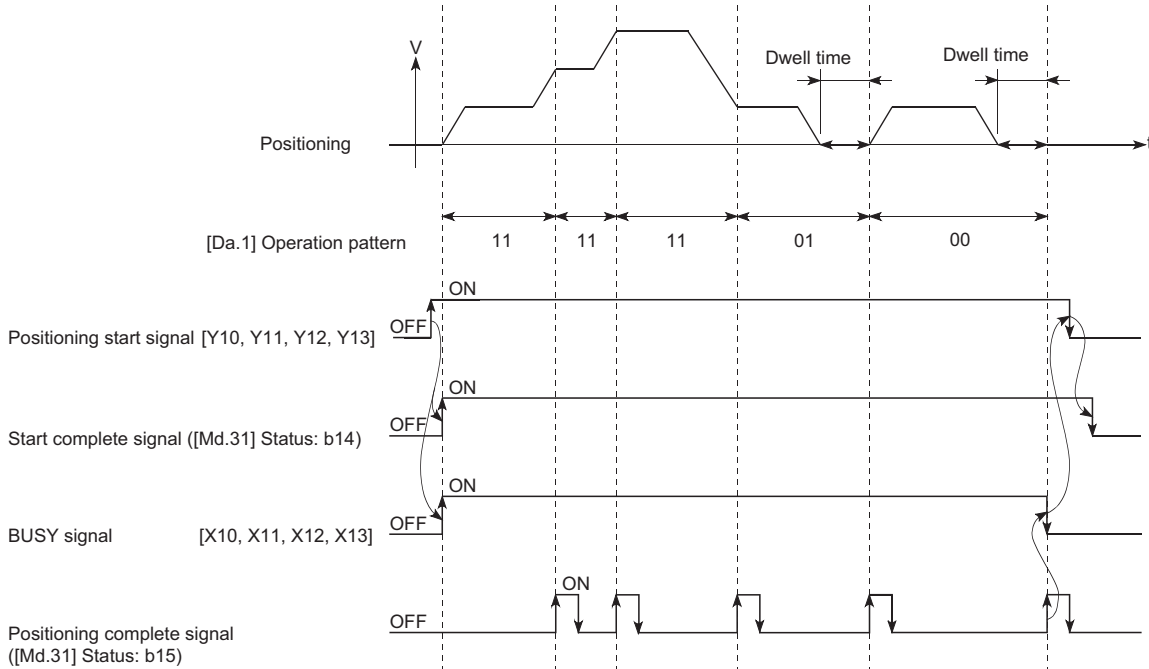 V
Dwell time
Dwell time
Positioning
t
[Da.1] Operation pattern
11
11
11
01
00
ON
OFF
Positioning start signal [Y10, Y11, Y12, Y13]
ON
OFF
Start complete signal ([Md.31] Status: b14)
ON
OFF
BUSY signal [X10, X11, X12, X13]
ON
OFF
Positioning complete signal
([Md.31] Status: b15)